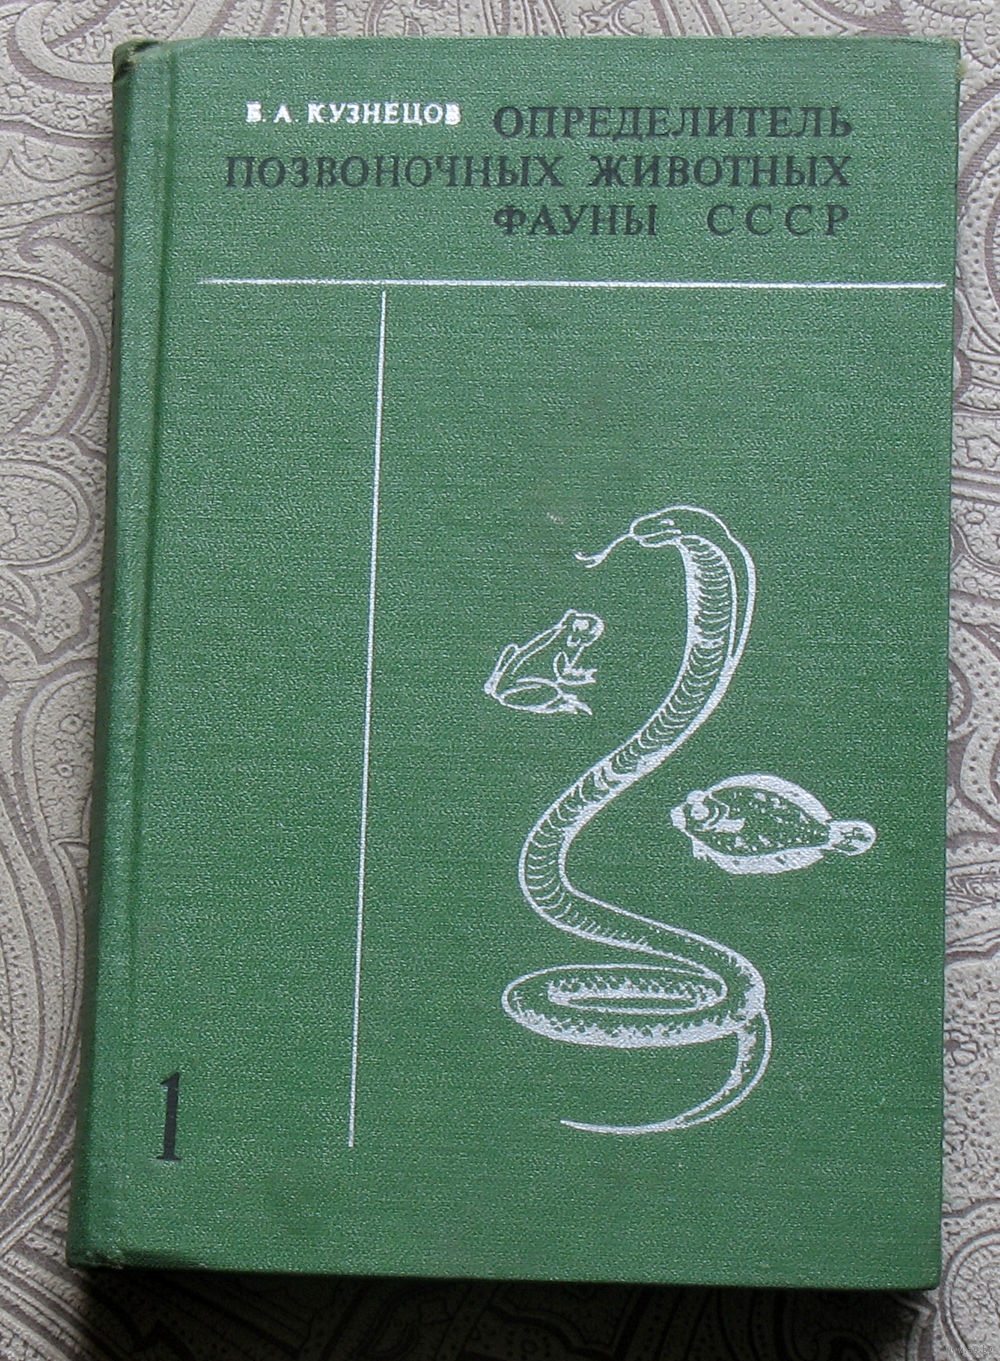 Б. А. КУЗНЕЦОВ ОПРЕДЕЛИТЕЛЬ
ПОЗВОНОЧНЫХ ЖИВОТНЫХ
ФАУНЫ СССР
1